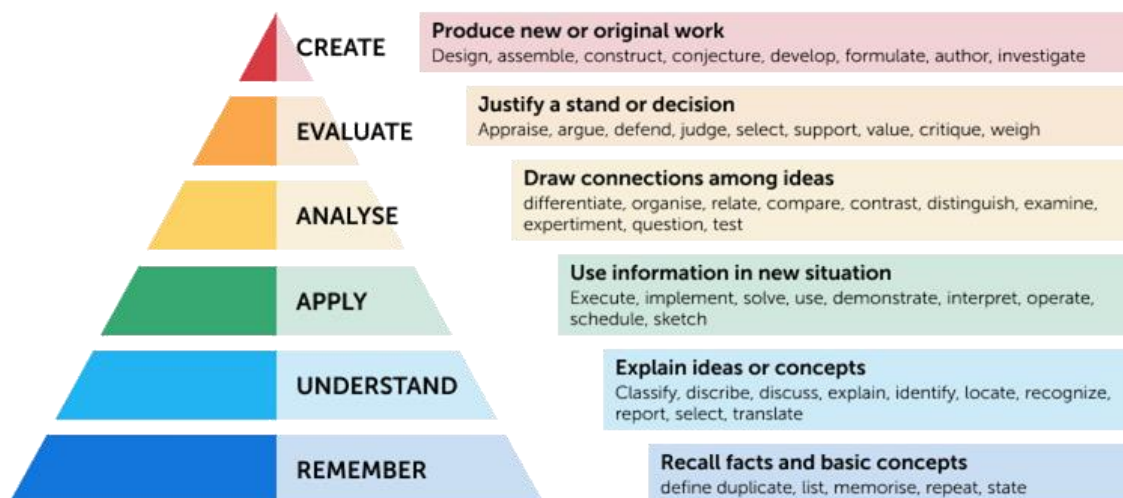 CREATE
Produce new or original work
Design, assemble, construct, conjecture, develop, formulate, author, investigate
EVALUATE
Justify a stand or decision
Appraise, argue, defend, judge, select, support, value, critique, weigh
ANALYSE
Draw connections among ideas
differentiate, organise, relate, compare, contrast, distinguish, examine,
expertiment, question, test
APPLY
Use information in new situation
Execute, implement, solve, use, demonstrate, interpret, operate,
schedule, sketch
UNDERSTAND
Explain ideas or concepts
Classify, discribe, discuss, explain, identify, locate, recognize,
report, select, translate
REMEMBER
Recall facts and basic concepts
define duplicate, list, memorise, repeat, state